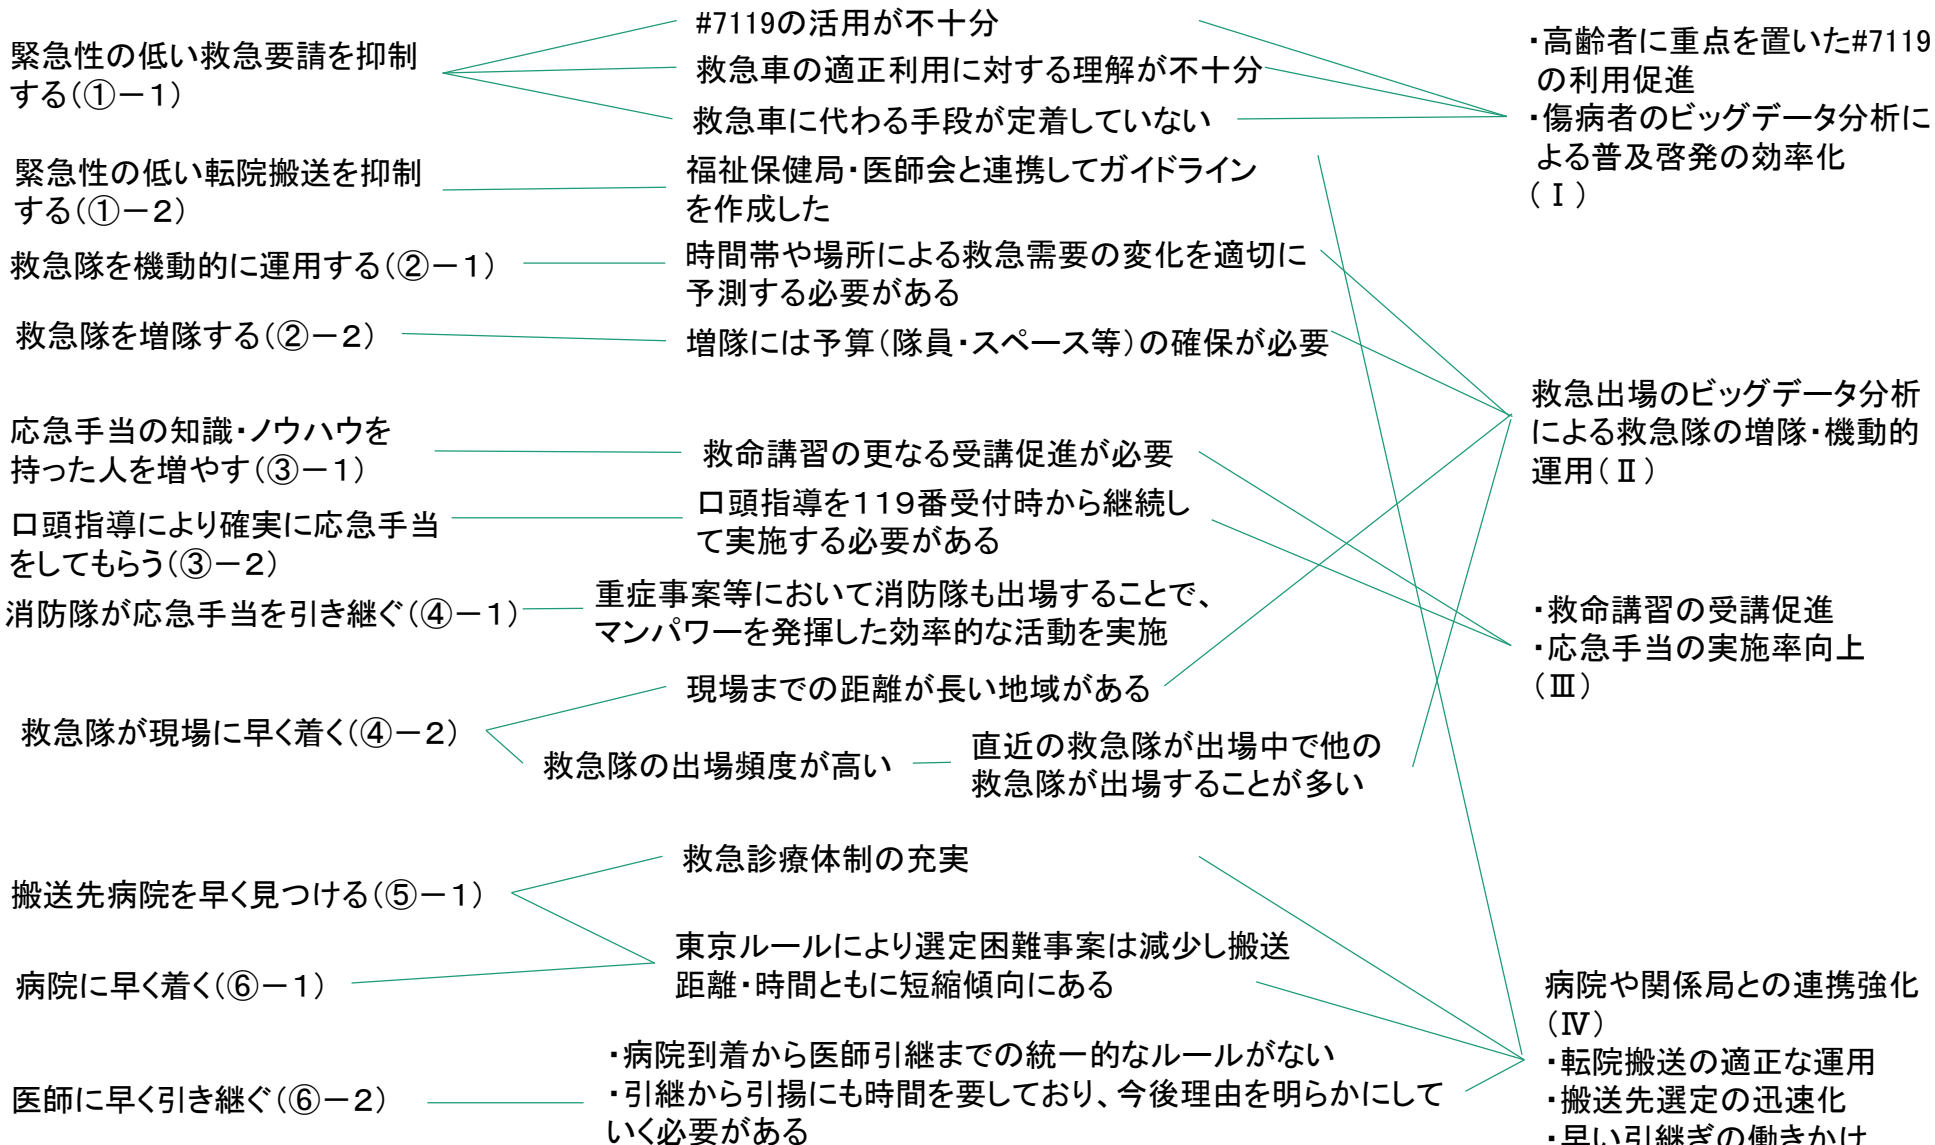 緊急性の低い救急要請を抑制
する(①－1)
#7119の活用が不十分
救急車の適正利用に対する理解が不十分
救急車に代わる手段が定着していない
・高齢者に重点を置いた#7119
の利用促進
・傷病者のビッグデータ分析に
よる普及啓発の効率化
(Ⅰ)
緊急性の低い転院搬送を抑制
する(①－2)
福祉保健局・医師会と連携してガイドライン
を作成した
救急隊を機動的に運用する(②－1)
時間帯や場所による救急需要の変化を適切に
予測する必要がある
救急隊を増隊する(②－2)
増隊には予算(隊員・スペース等)の確保が必要
救急出場のビッグデータ分析
による救急隊の増隊・機動的
運用(Ⅱ)
応急手当の知識・ノウハウを
持った人を増やす(③－1)
救命講習の更なる受講促進が必要
口頭指導により確実に応急手当
をしてもらう(③－2)
口頭指導を119番受付時から継続し
て実施する必要がある
消防隊が応急手当を引き継ぐ(④－1)
重症事案等において消防隊も出場することで、
マンパワーを発揮した効率的な活動を実施
・救命講習の受講促進
・応急手当の実施率向上
(Ⅲ)
救急隊が現場に早く着く(④－2)
現場までの距離が長い地域がある
救急隊の出場頻度が高い
直近の救急隊が出場中で他の
救急隊が出場することが多い
搬送先病院を早く見つける(⑤－1)
救急診療体制の充実
病院に早く着く(⑥－1)
東京ルールにより選定困難事案は減少し搬送
距離・時間ともに短縮傾向にある
医師に早く引き継ぐ(⑥－2)
・病院到着から医師引継までの統一的なルールがない
・引継から引揚にも時間を要しており、今後理由を明らかにして
いく必要がある
病院や関係局との連携強化
(Ⅳ)
・転院搬送の適正な運用
・搬送先選定の迅速化
・早い引継ぎの働きかけ